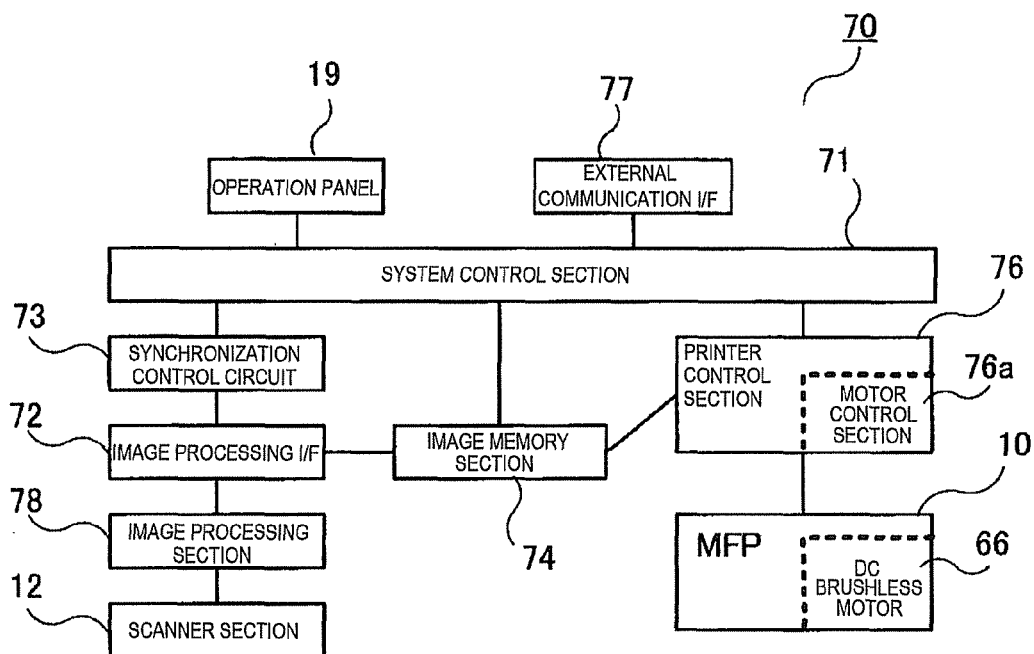 70
19
77
71
OPERATION PANEL
EXTERNAL
COMMUNICATION I/F
SYSTEM CONTROL SECTION
73
SYNCHRONIZATION
CONTROL CIRCUIT
76
PRINTER
CONTROL
SECTION
76a
MOTOR
CONTROL
SECTION
72
IMAGE PROCESSING I/F
IMAGE MEMORY
SECTION
74
78
IMAGE PROCESSING
SECTION
10
MFP
66
DC
BRUSHLESS
MOTOR
12
SCANNER SECTION